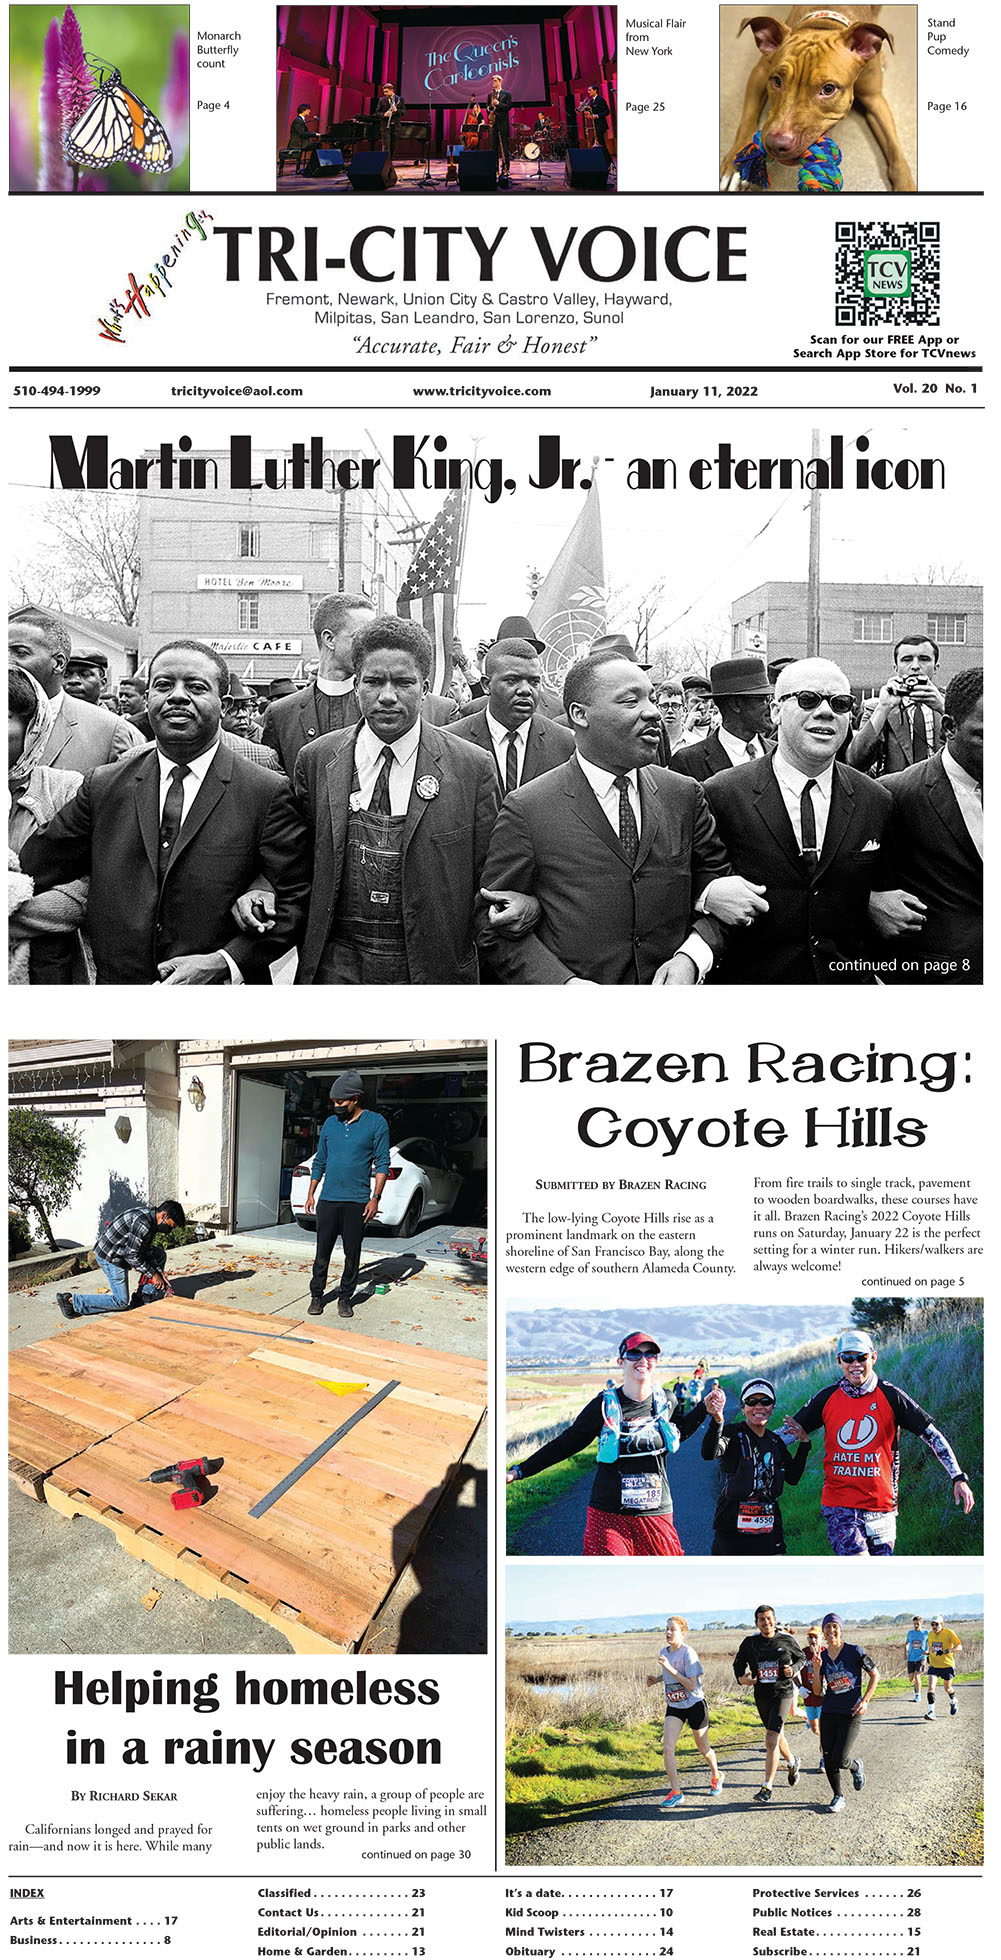 Monarch
Butterfly
count
Page 4
The Queen's
Cartoonists
Musical Flair
from
New York
Page 25
Stand
Pup
Comedy
Page 16
What's Happening's
TRI-CITY VOICE
Fremont, Newark, Union City & Castro Valley, Hayward,
Milpitas, San Leandro, San Lorenzo, Sunol
“Accurate, Fair & Honest”
TCV
NEWS
Scan for our FREE App or
Search App Store for TCVnews
510-494-1999 tricityvoice@aol.com www.tricityvoice.com January 11, 2022 Vol. 20 No. 1
Martin Luther King, Jr. - an eternal icon
HOTEL Ben Moore
Majestic CAFE
continued on page 8
Helping homeless
in a rainy season
By Richard Sekar
Californians longed and prayed for
rain—and now it is here. While many
enjoy the heavy rain, a group of people are
suffering… homeless people living in small
tents on wet ground in parks and other
public lands.
continued on page 30
Brazen Racing:
Coyote Hills
Submitted by Brazen Racing
The low-lying Coyote Hills rise as a
prominent landmark on the eastern
shoreline of San Francisco Bay, along the
western edge of southern Alameda County.
From fire trails to single track, pavement
to wooden boardwalks, these courses have
it all. Brazen Racing’s 2022 Coyote Hills
runs on Saturday, January 22 is the perfect
setting for a winter run. Hikers/walkers are
always welcome!
continued on page 5
I HATE MY
TRAINER
COYOTE
HILLS
185
MEGATRON
4550
1476
1451
INDEX
Arts & Entertainment . . . . 17
Business . . . . . . . . . . . . . . . 8
Classified . . . . . . . . . . . . . . 23
Contact Us . . . . . . . . . . . . . 21
Editorial/Opinion . . . . . . . 21
Home & Garden . . . . . . . . . 13
It’s a date. . . . . . . . . . . . . . 17
Kid Scoop . . . . . . . . . . . . . . 10
Mind Twisters . . . . . . . . . . 14
Obituary . . . . . . . . . . . . . . 24
Protective Services . . . . . . 26
Public Notices . . . . . . . . . . 28
Real Estate. . . . . . . . . . . . . 15
Subscribe . . . . . . . . . . . . . . 21